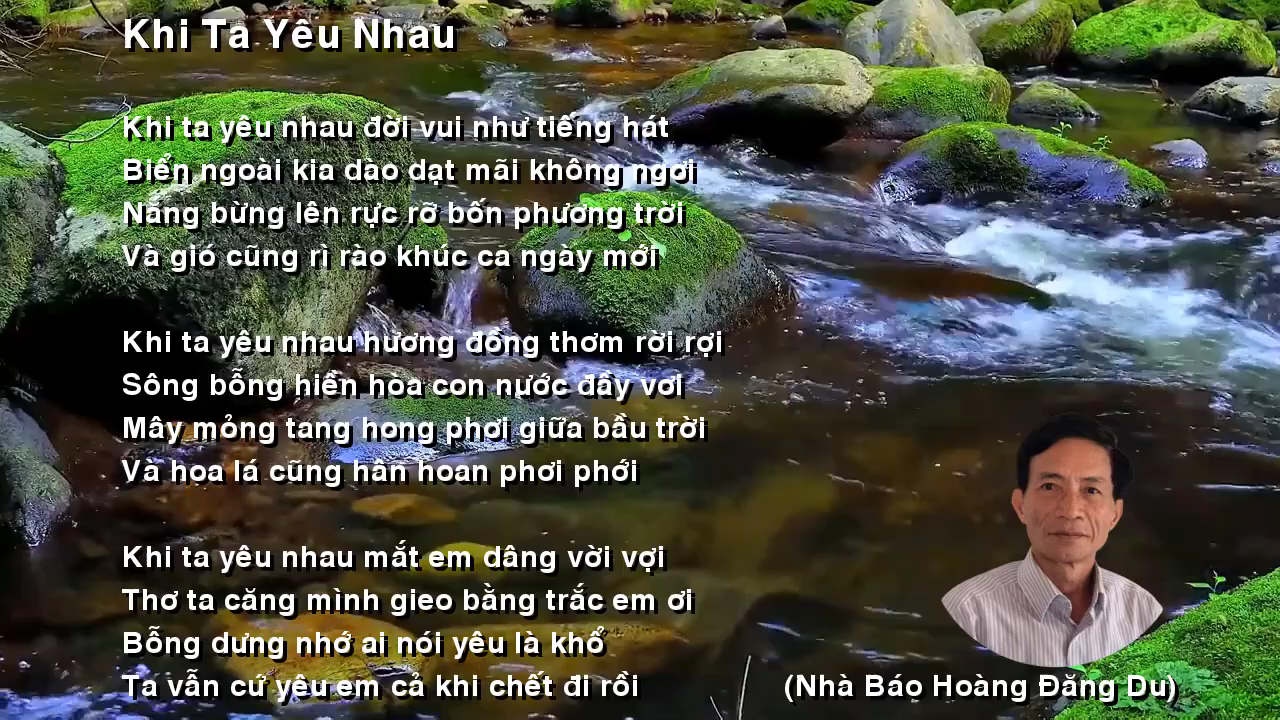 Khi Ta Yêu Nhau
Khi ta yêu nhau đời vui như tiếng hát
Biển ngoài kia dào dạt mãi không ngơi
Nắng bừng lên rực rỡ bốn phương trời
Và gió cũng rì rào khúc ca ngày mới
Khi ta yêu nhau hương đồng thơm rời rợi
Sông bỗng hiền hòa con nước đầy vơi
Mây mỏng tang hong phơi giữa bầu trời
Và hoa lá cũng hân hoan phơi phới
Khi ta yêu nhau mắt em dâng vời vợi
Thơ ta căng mình gieo bằng trắc em ơi
Bỗng dưng nhớ ai nói yêu là khổ
Ta vẫn cứ yêu em cả khi chết đi rồi
(Nhà Báo Hoàng Đăng Du)